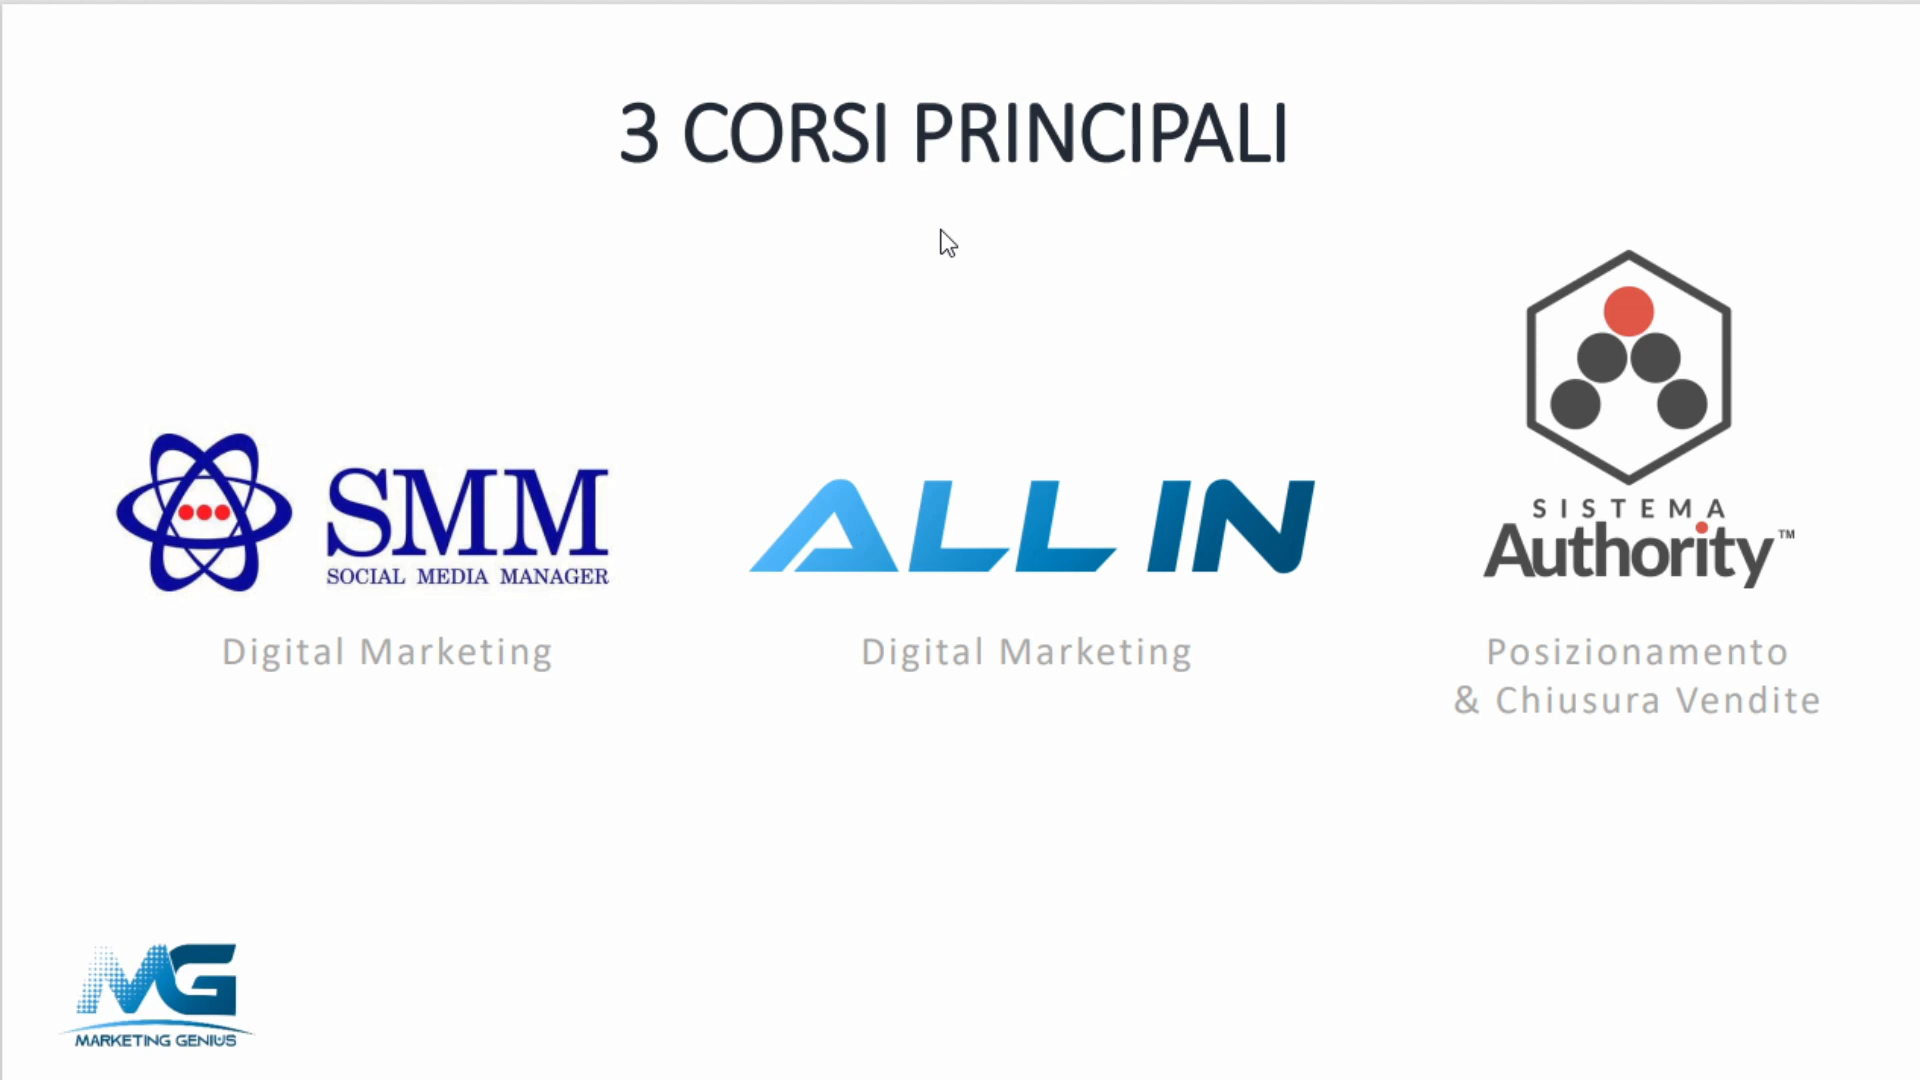 3 CORSI PRINCIPALI
SMM
SOCIAL MEDIA MANAGER
Digital Marketing
ALL IN
Digital Marketing
SISTEMA
Authority™
Posizionamento
& Chiusura Vendite
MG
MARKETING GENIUS